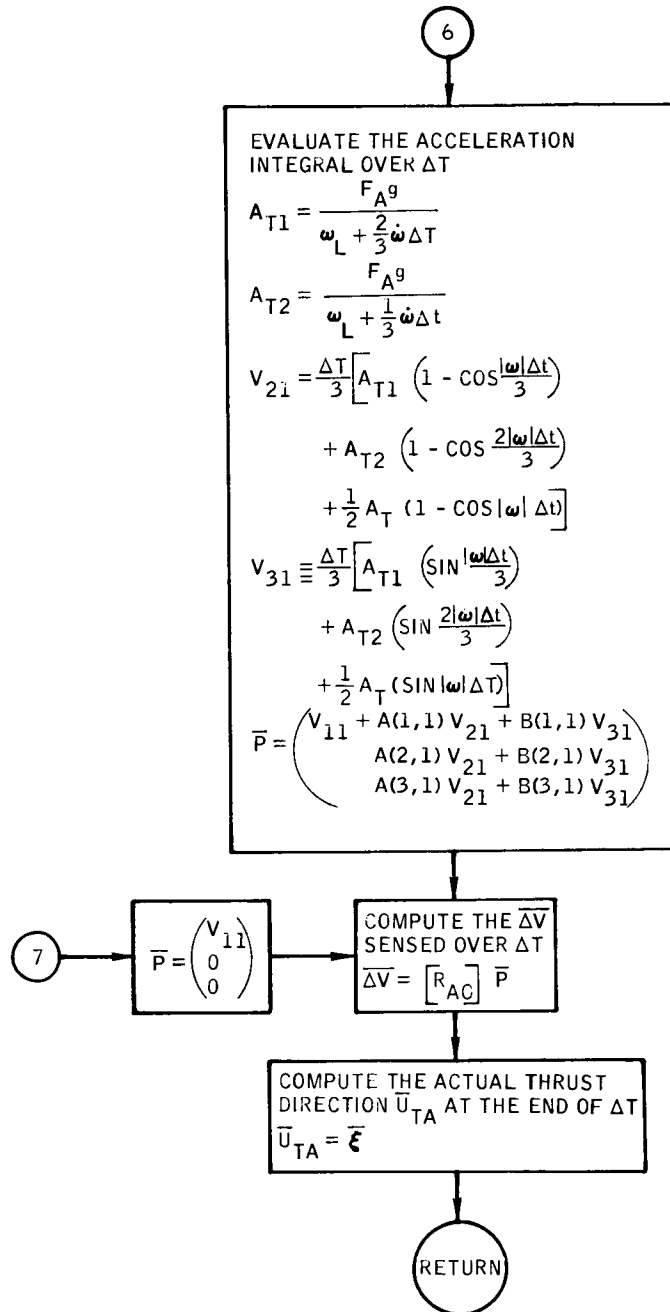 6
EVALUATE THE ACCELERATION
INTEGRAL OVER ΔT
A_T1 = F_A g / (ω_L + 2/3 ω̇ ΔT)
A_T2 = F_A g / (ω_L + 1/3 ω̇ Δt)
V_21 = ΔT/3 [A_T1 (1 - COS |ω|Δt/3)
+ A_T2 (1 - COS 2|ω|Δt/3)
+ 1/2 A_T (1 - COS|ω| Δt)]
V_31 ≡ ΔT/3 [A_T1 (SIN |ω|Δt/3)
+ A_T2 (SIN 2|ω|Δt/3)
+ 1/2 A_T (SIN|ω|ΔT)]
P̅ = (V_11 + A(1,1) V_21 + B(1,1) V_31
A(2,1) V_21 + B(2,1) V_31
A(3,1) V_21 + B(3,1) V_31)
7
P̅ = (V_11
0
0)
COMPUTE THE \overline{ΔV}
SENSED OVER ΔT
\overline{ΔV} = [R_AC] P̅
COMPUTE THE ACTUAL THRUST
DIRECTION U̅_TA AT THE END OF ΔT
U̅_TA = ξ̅
RETURN